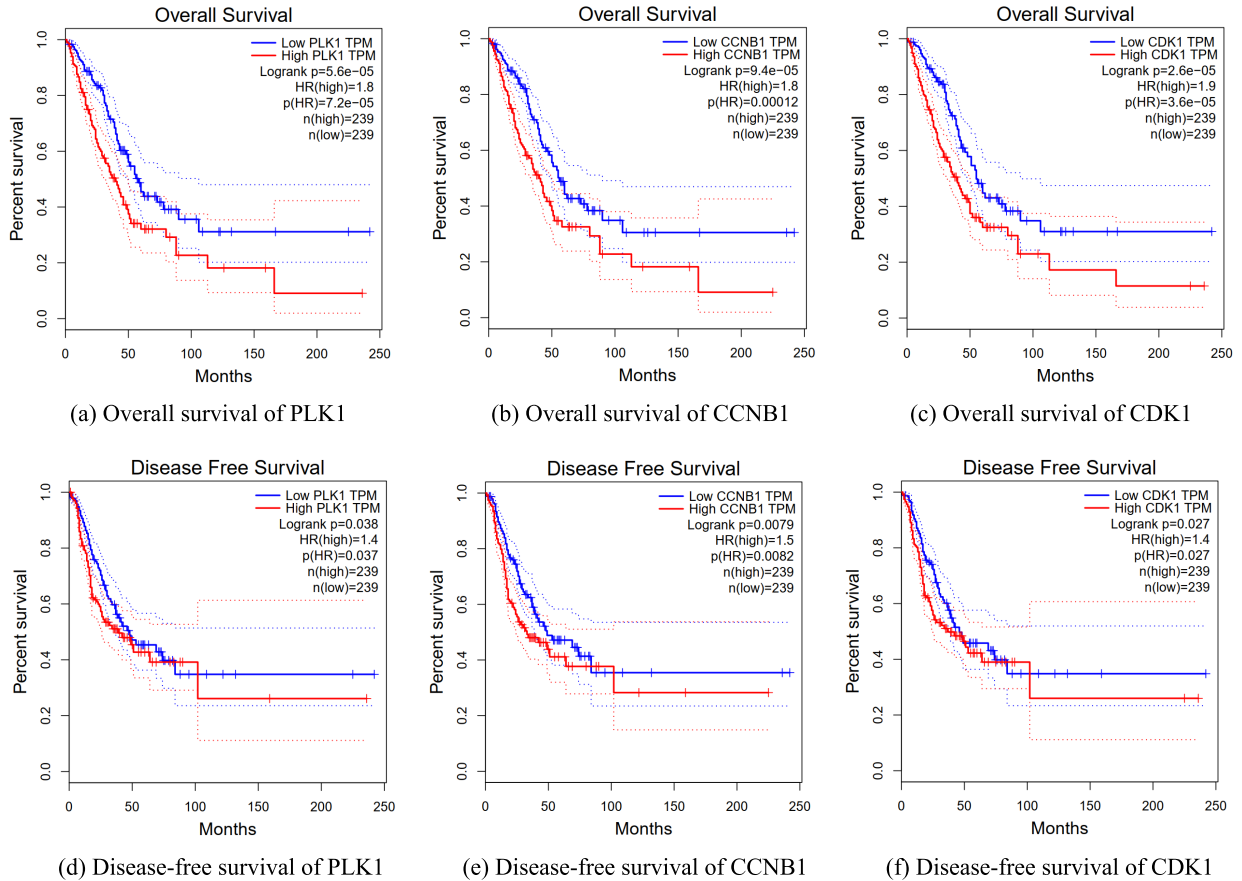 Overall Survival
Low PLK1 TPM
High PLK1 TPM
Logrank p=5.6e−05
HR(high)=1.8
p(HR)=7.2e−05
n(high)=239
n(low)=239
Percent survival
0.0 0.2 0.4 0.6 0.8 1.0
0 50 100 150 200 250
Months
(a) Overall survival of PLK1
Overall Survival
Low CCNB1 TPM
High CCNB1 TPM
Logrank p=9.4e−05
HR(high)=1.8
p(HR)=0.00012
n(high)=239
n(low)=239
Percent survival
0.0 0.2 0.4 0.6 0.8 1.0
0 50 100 150 200 250
Months
(b) Overall survival of CCNB1
Overall Survival
Low CDK1 TPM
High CDK1 TPM
Logrank p=2.6e−05
HR(high)=1.9
p(HR)=3.6e−05
n(high)=239
n(low)=239
Percent survival
0.0 0.2 0.4 0.6 0.8 1.0
0 50 100 150 200 250
Months
(c) Overall survival of CDK1
Disease Free Survival
Low PLK1 TPM
High PLK1 TPM
Logrank p=0.038
HR(high)=1.4
p(HR)=0.037
n(high)=239
n(low)=239
Percent survival
0.0 0.2 0.4 0.6 0.8 1.0
0 50 100 150 200 250
Months
(d) Disease-free survival of PLK1
Disease Free Survival
Low CCNB1 TPM
High CCNB1 TPM
Logrank p=0.0079
HR(high)=1.5
p(HR)=0.0082
n(high)=239
n(low)=239
Percent survival
0.0 0.2 0.4 0.6 0.8 1.0
0 50 100 150 200 250
Months
(e) Disease-free survival of CCNB1
Disease Free Survival
Low CDK1 TPM
High CDK1 TPM
Logrank p=0.027
HR(high)=1.4
p(HR)=0.027
n(high)=239
n(low)=239
Percent survival
0.0 0.2 0.4 0.6 0.8 1.0
0 50 100 150 200 250
Months
(f) Disease-free survival of CDK1